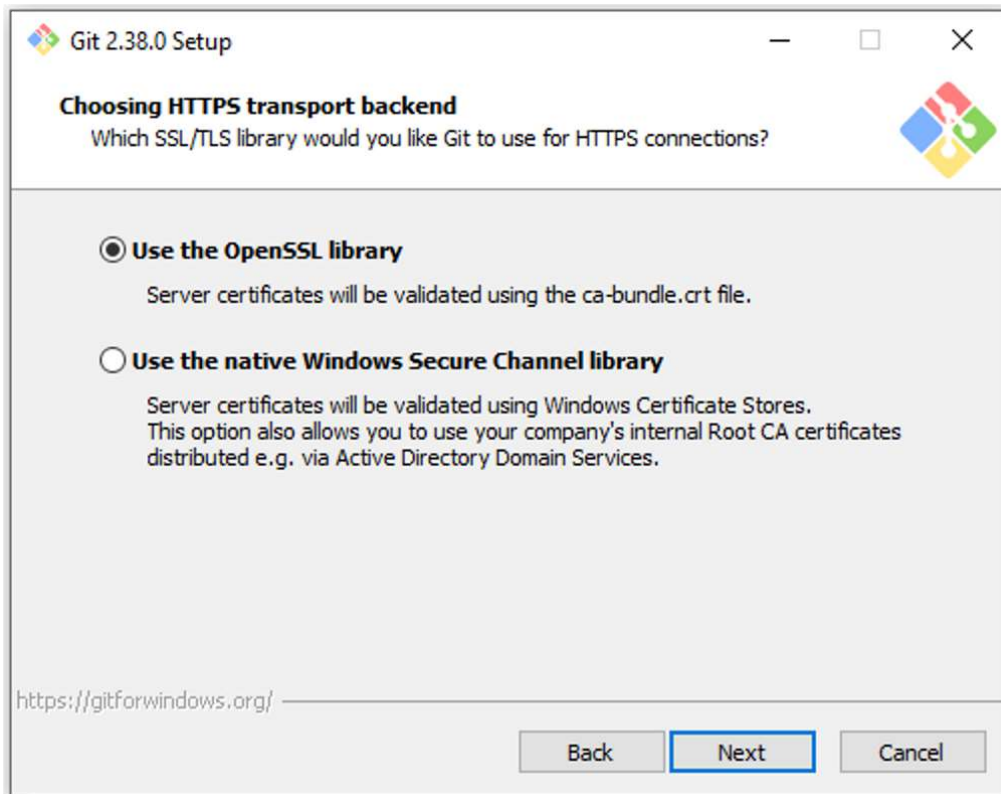 Git 2.38.0 Setup
Choosing HTTPS transport backend
Which SSL/TLS library would you like Git to use for HTTPS connections?
Use the OpenSSL library
Server certificates will be validated using the ca-bundle.crt file.
Use the native Windows Secure Channel library
Server certificates will be validated using Windows Certificate Stores.
This option also allows you to use your company's internal Root CA certificates
distributed e.g. via Active Directory Domain Services.
https://gitforwindows.org/
Back Next Cancel